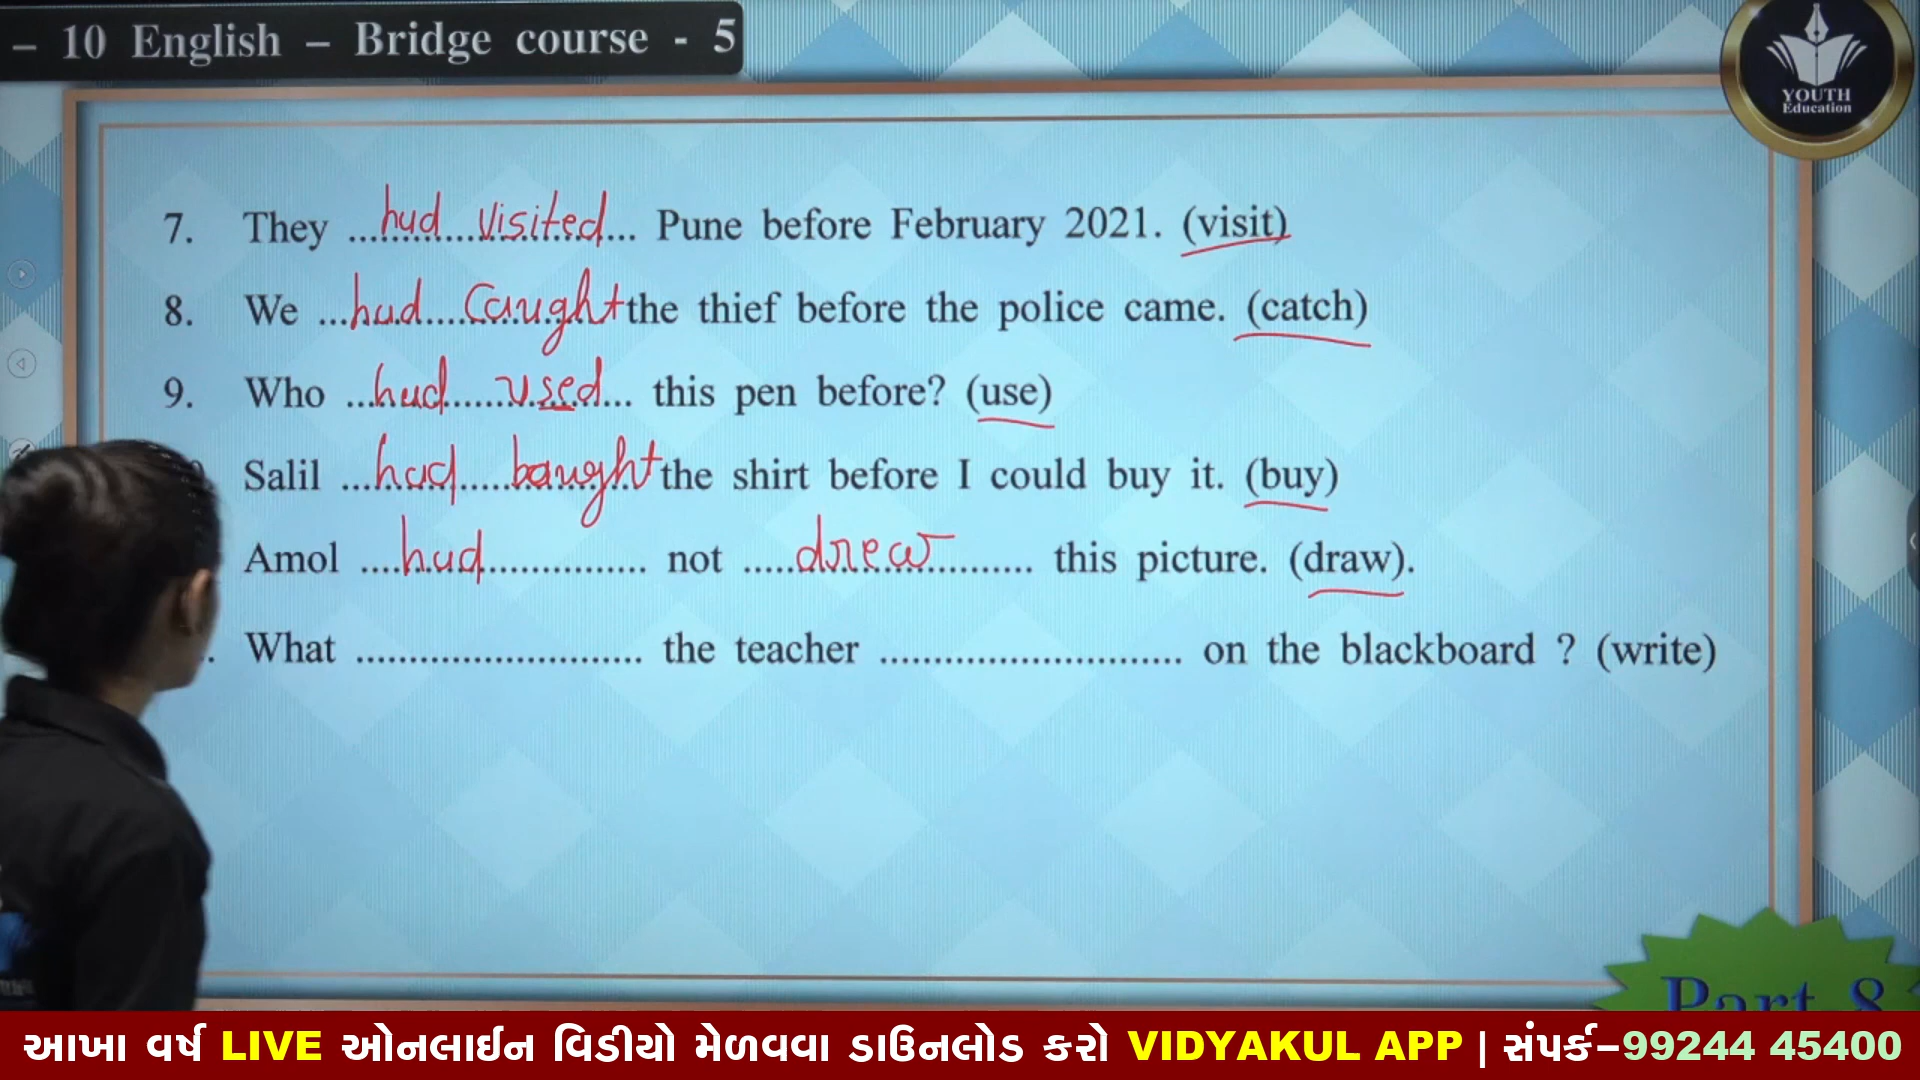 – 10 English – Bridge course - 5
YOUTH
Education
7. They ...had visited... Pune before February 2021. (visit)
8. We ...had caught the thief before the police came. (catch)
9. Who ...had used... this pen before? (use)
Salil ...had baught the shirt before I could buy it. (buy)
Amol ....had............... not .....drew.......... this picture. (draw).
. What ........................... the teacher ............................. on the blackboard ? (write)
Part 8
આખા વર્ષ LIVE ઓનલાઈન વિડીયો મેળવવા ડાઉનલોડ કરો VIDYAKUL APP | સંપર્ક–99244 45400